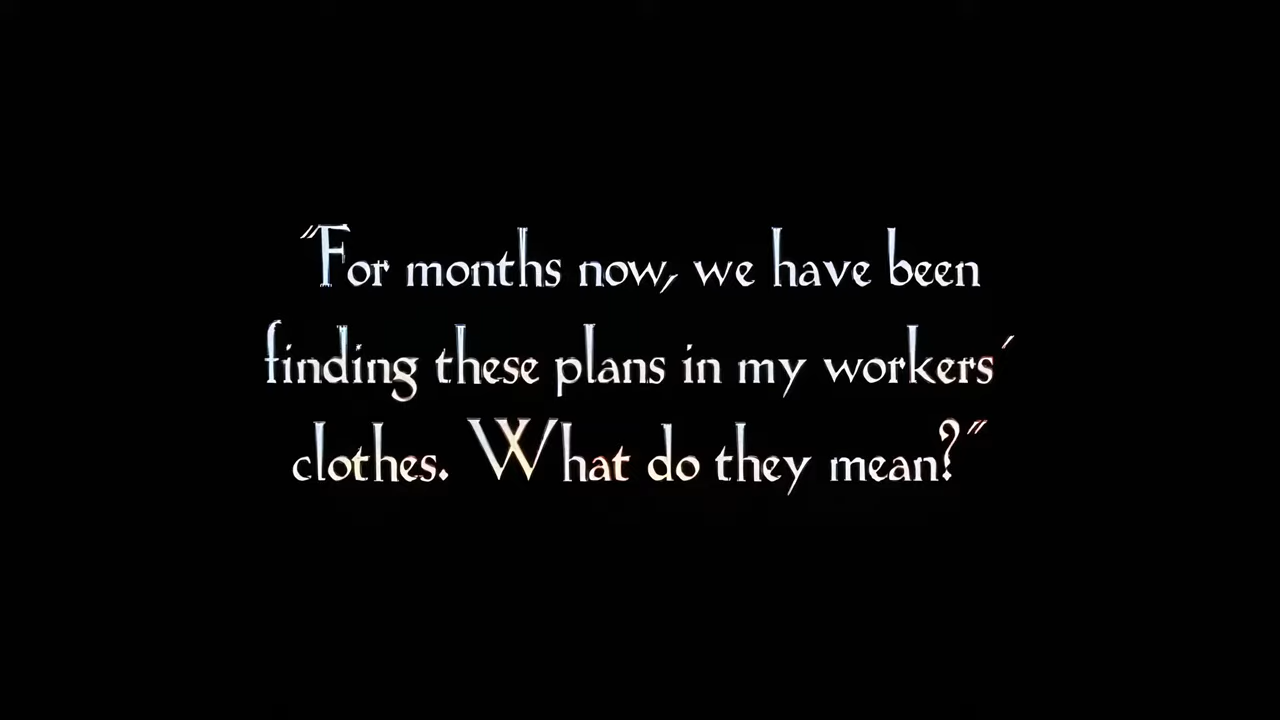 "For months now, we have been
finding these plans in my workers'
clothes. What do they mean?"